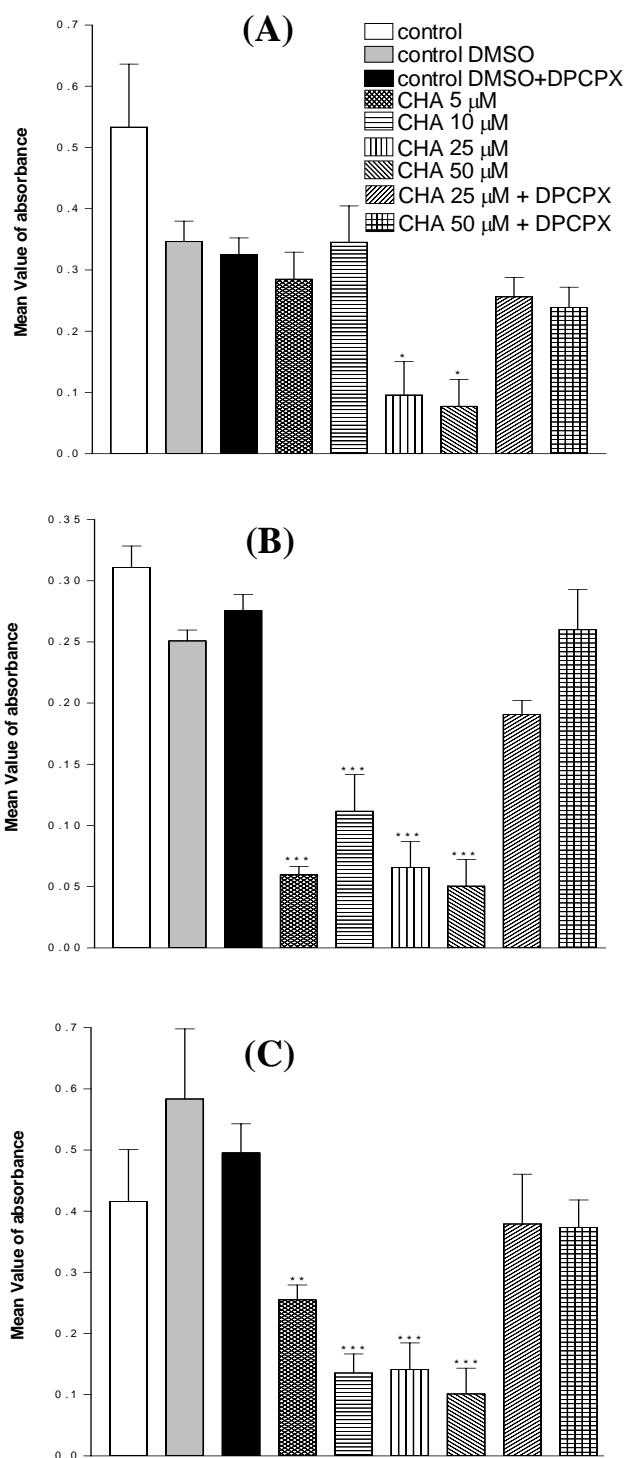 (A)
control
control DMSO
control DMSO+DPCPX
CHA 5 µM
CHA 10 µM
CHA 25 µM
CHA 50 µM
CHA 25 µM + DPCPX
CHA 50 µM + DPCPX
Mean Value of absorbance
0.7
0.6
0.5
0.4
0.3
0.2
0.1
0.0
*
*
(B)
Mean Value of absorbance
0.35
0.30
0.25
0.20
0.15
0.10
0.05
0.00
***
***
***
***
(C)
Mean Value of absorbance
0.7
0.6
0.5
0.4
0.3
0.2
0.1
0.0
**
***
***
***